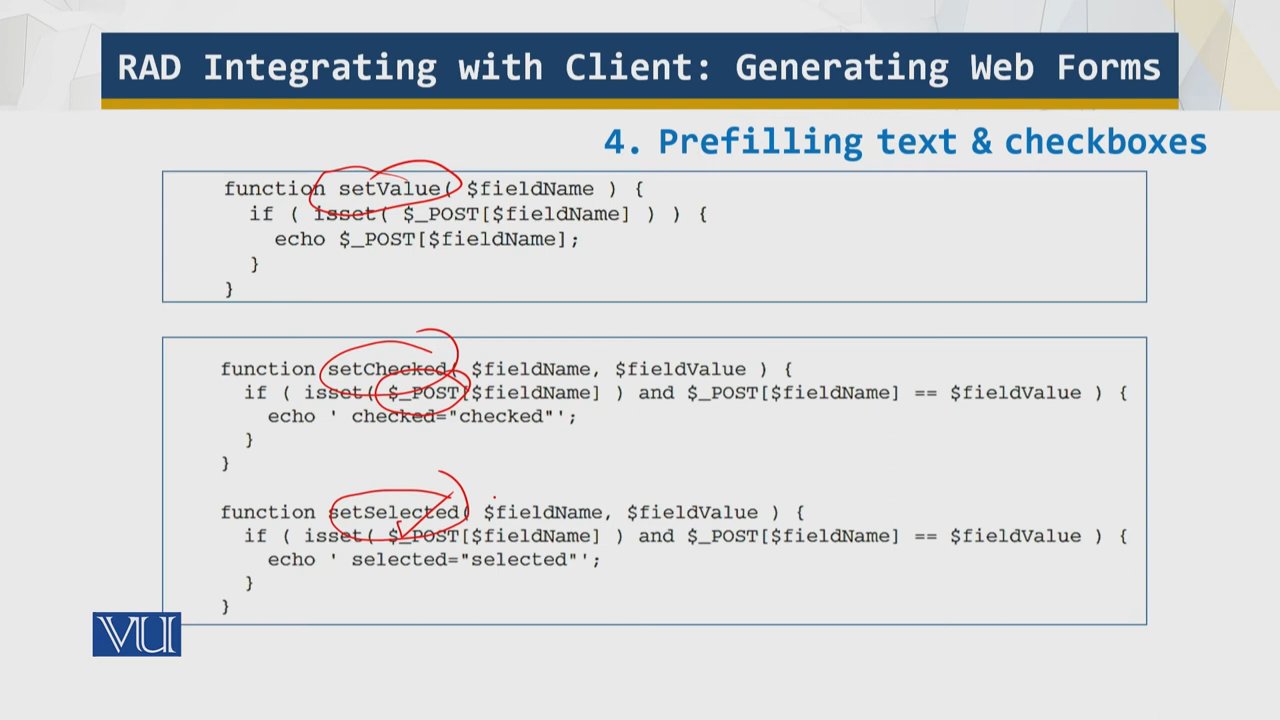 RAD Integrating with Client: Generating Web Forms
4. Prefilling text & checkboxes
function setValue( $fieldName ) {
if ( isset( $_POST[$fieldName] ) ) {
echo $_POST[$fieldName];
}
}
function setChecked( $fieldName, $fieldValue ) {
if ( isset( $_POST[$fieldName] ) and $_POST[$fieldName] == $fieldValue ) {
echo ' checked="checked"';
}
}
function setSelected( $fieldName, $fieldValue ) {
if ( isset( $_POST[$fieldName] ) and $_POST[$fieldName] == $fieldValue ) {
echo ' selected="selected"';
}
}
VU